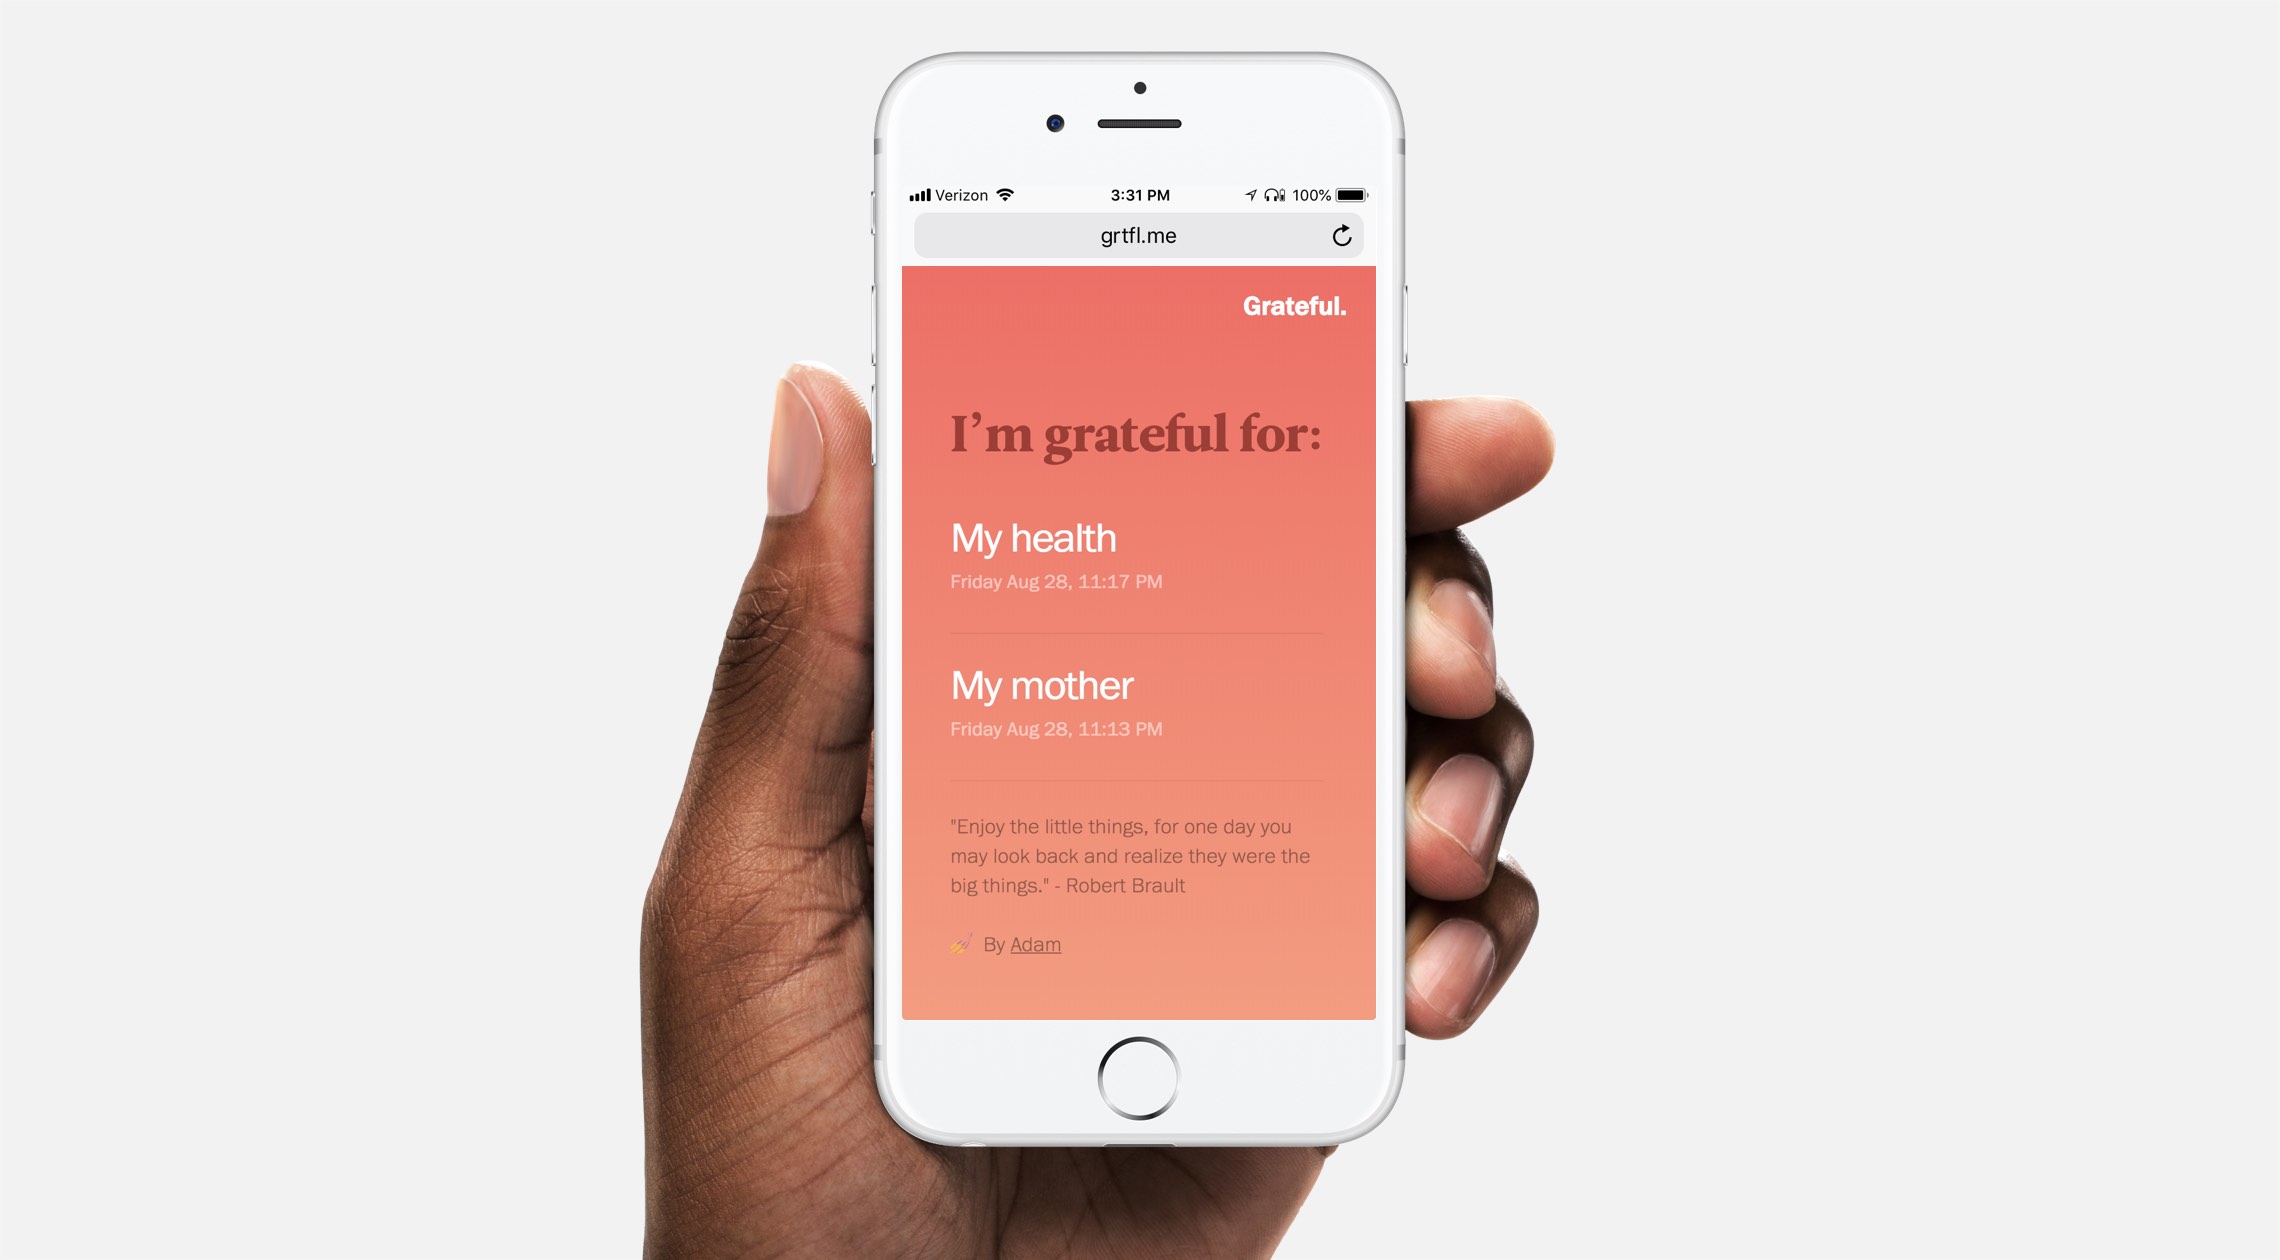 Verizon 3:31 PM 100%
grtfl.me
Grateful.
I’m grateful for:
My health
Friday Aug 28, 11:17 PM
My mother
Friday Aug 28, 11:13 PM
"Enjoy the little things, for one day you
may look back and realize they were the
big things." - Robert Brault
By Adam